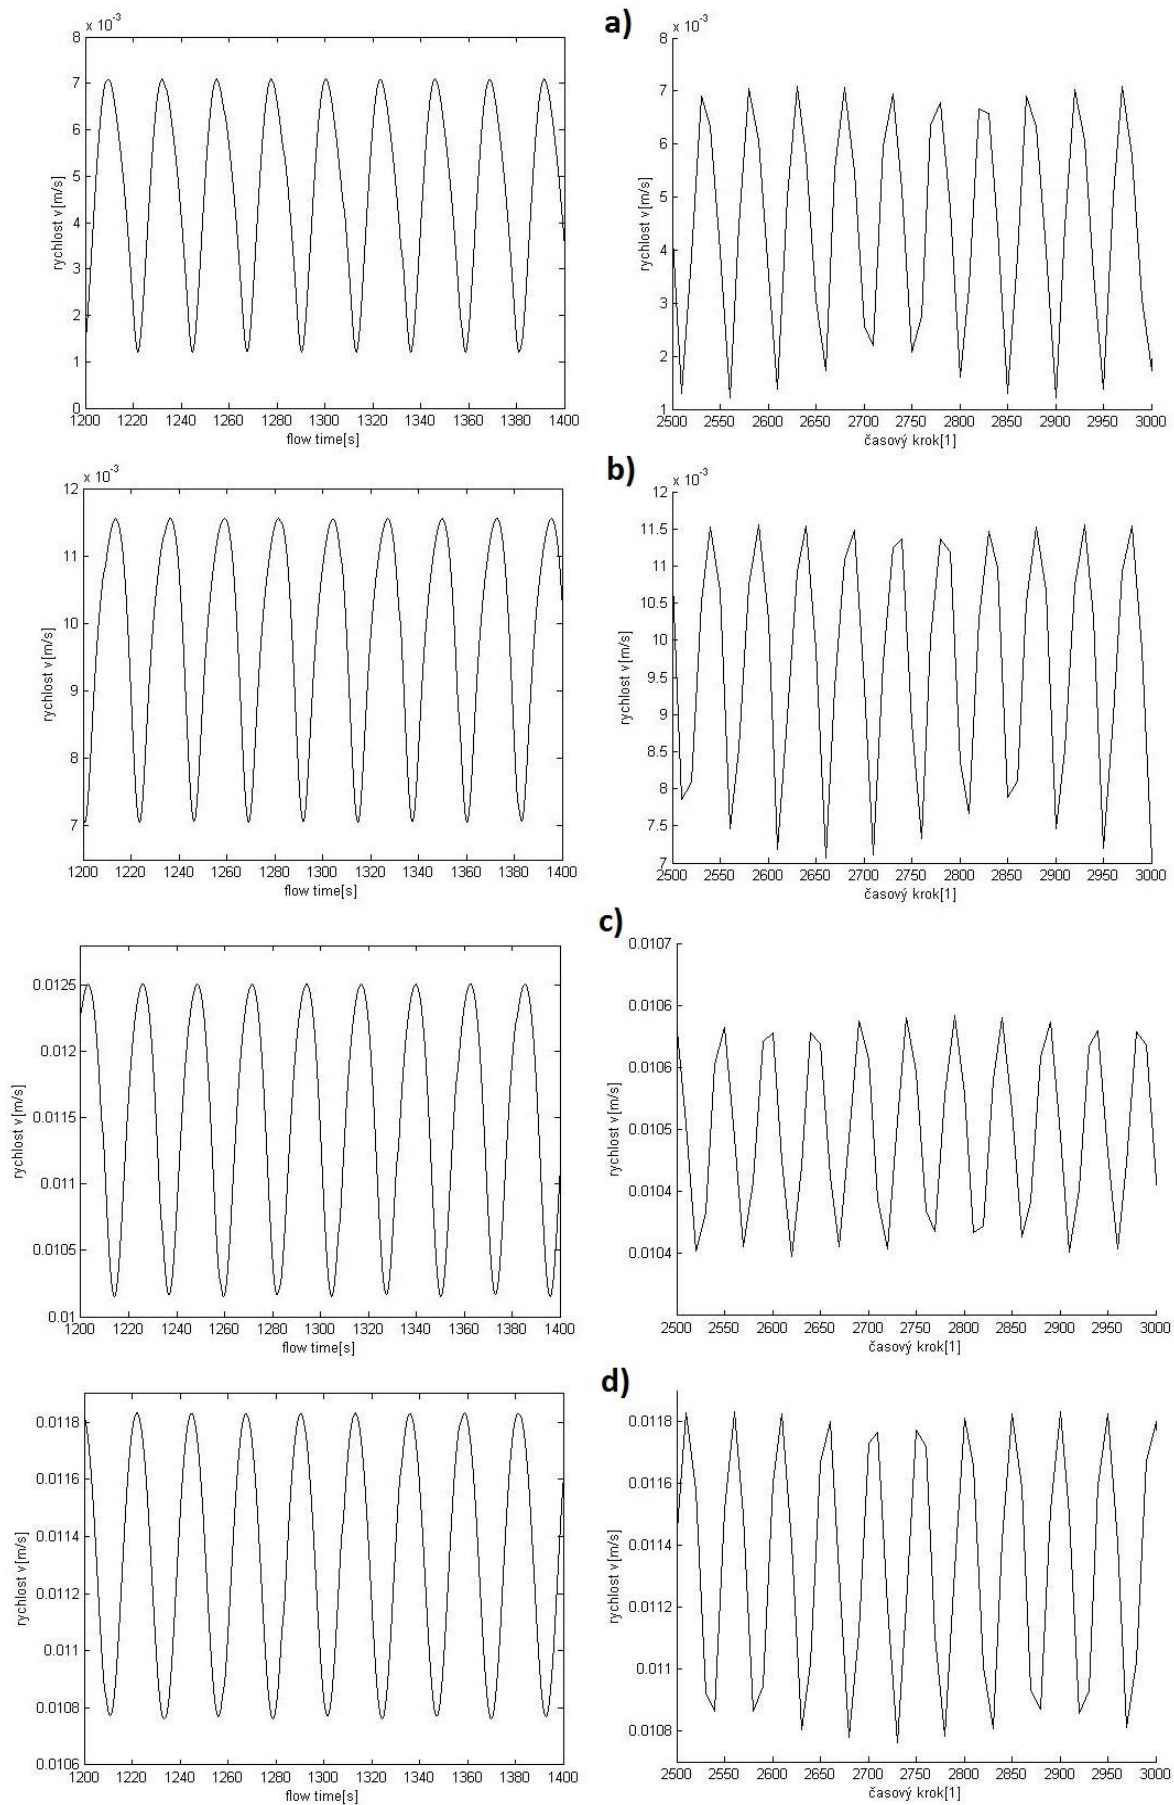 a)
x 10⁻³
8
7
6
5
4
3
2
1
0
rychlost v[m/s]
1200 1220 1240 1260 1280 1300 1320 1340 1360 1380 1400
flow time[s]
x 10⁻³
8
7
6
5
4
3
2
1
rychlost v[m/s]
2500 2550 2600 2650 2700 2750 2800 2850 2900 2950 3000
časový krok[1]
b)
x 10⁻³
12
11
10
9
8
7
rychlost v[m/s]
1200 1220 1240 1260 1280 1300 1320 1340 1360 1380 1400
flow time[s]
x 10⁻³
12
11.5
11
10.5
10
9.5
9
8.5
8
7.5
7
rychlost v[m/s]
2500 2550 2600 2650 2700 2750 2800 2850 2900 2950 3000
časový krok[1]
c)
0.0125
0.012
0.0115
0.011
0.0105
0.01
rychlost v[m/s]
1200 1220 1240 1260 1280 1300 1320 1340 1360 1380 1400
flow time[s]
0.0107
0.0106
0.0106
0.0105
0.0104
0.0104
rychlost v[m/s]
2500 2550 2600 2650 2700 2750 2800 2850 2900 2950 3000
časový krok[1]
d)
0.0118
0.0116
0.0114
0.0112
0.011
0.0108
0.0106
rychlost v[m/s]
1200 1220 1240 1260 1280 1300 1320 1340 1360 1380 1400
flow time[s]
0.0118
0.0116
0.0114
0.0112
0.011
0.0108
rychlost v[m/s]
2500 2550 2600 2650 2700 2750 2800 2850 2900 2950 3000
časový krok[1]